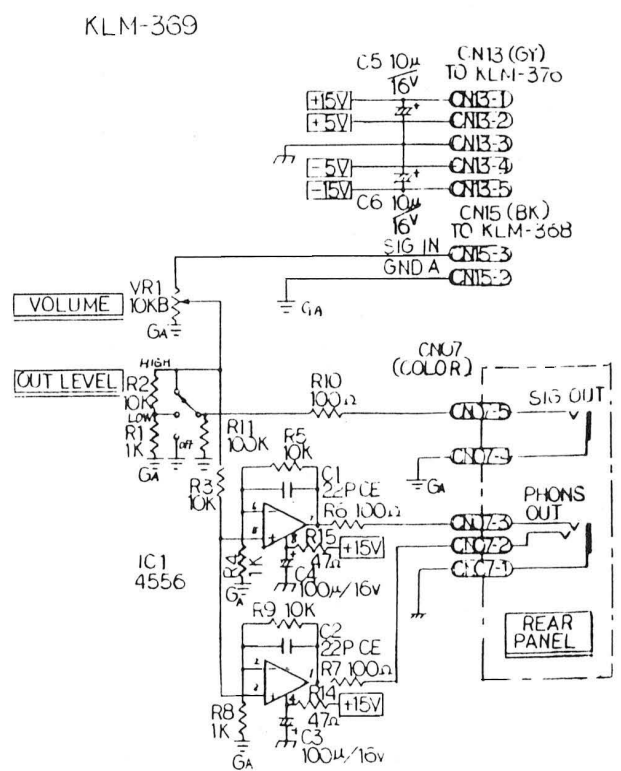 KLM-369
C5 10μ
16V
CN13 (GY)
TO KLM-370
+15V
CN13-1
+5V
CN13-2
CN13-3
-5V
CN13-4
-15V
CN13-5
C6 10μ
16V
CN15 (BK)
TO KLM-368
SIG IN
CN15-3
GND A
GA
VOLUME
VR1
10KB
GA
OUT LEVEL
HIGH
R2
10K
LOW
R1
1K
OFF
GA
R11
100K
R3
10K
R10
100Ω
CN07
(COLOR)
CN07-5
SIG OUT
GA
R5
10K
C1
22P CE
R6 100Ω
CN07-3
PHONS
OUT
CN07-2
CN07-1
R15
47Ω
+15V
R4
1K
GA
C4
100μ/16V
IC1
4556
R9 10K
C2
22P CE
R7 100Ω
R14
47Ω
+15V
R8
1K
GA
C3
100μ/16V
REAR
PANEL